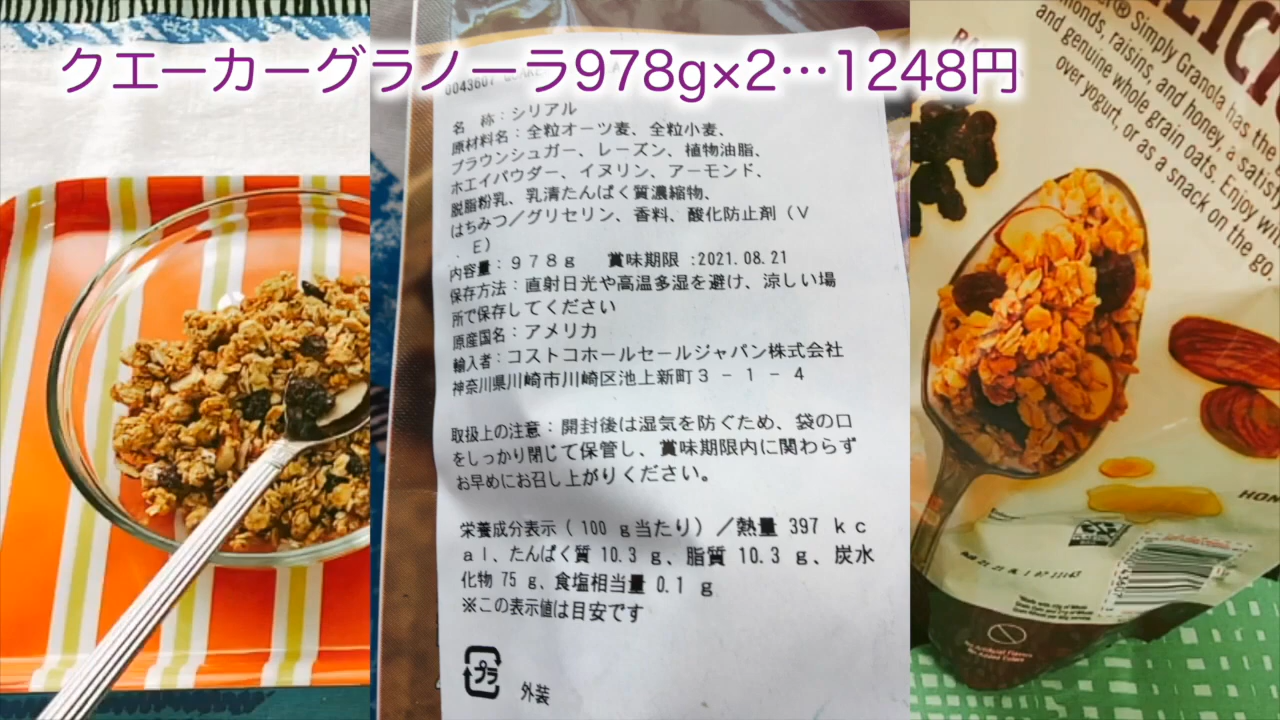 クエーカーグラノーラ978g×2…1248円
0043607
名 称：シリアル
原材料名：全粒オーツ麦、全粒小麦、
ブラウンシュガー、レーズン、植物油脂、
ホエイパウダー、イヌリン、アーモンド、
脱脂粉乳、乳清たんぱく質濃縮物、
はちみつ／グリセリン、香料、酸化防止剤（Ｖ
．Ｅ）
内容量：９７８ｇ 賞味期限 :2021.08.21
保存方法：直射日光や高温多湿を避け、涼しい場
所で保存してください
原産国名：アメリカ
輸入者：コストコホールセールジャパン株式会社
神奈川県川崎市川崎区池上新町３－１－４
取扱上の注意：開封後は湿気を防ぐため、袋の口
をしっかり閉じて保管し、賞味期限内に関わらず
お早めにお召し上がりください。
栄養成分表示（100ｇ当たり）／熱量 397 ｋｃ
ａｌ、たんぱく質 10.3 ｇ、脂質 10.3 ｇ、炭水
化物 75 g、食塩相当量 0.1 ｇ
※この表示値は目安です
プラ
外装
® Simply Granola has the
raisins, and honey, a satisfy
and genuine whole grain oats. Enjoy
over yogurt, or as a snack on the go.
No Artificial Flavors
No Added Colors